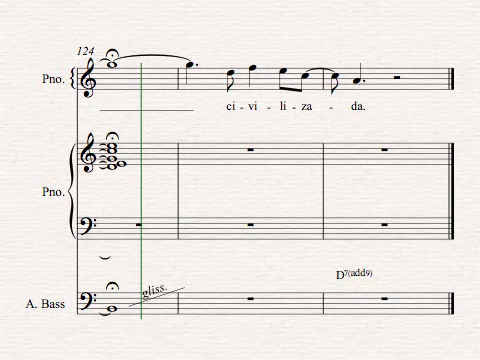 124
Pno.
ci - vi - li - za - da.
Pno.
D7(add9)
gliss.
A. Bass